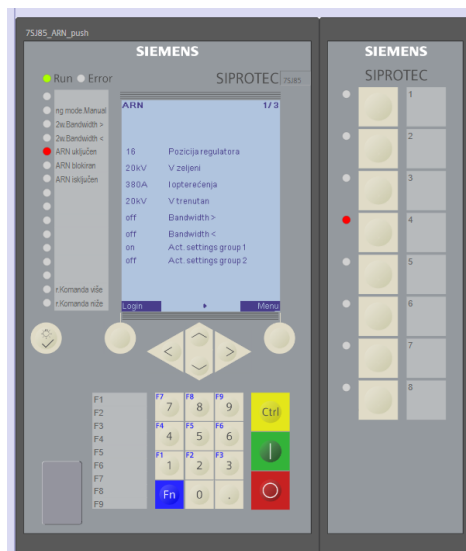 7SJ85_ARN_push
SIEMENS
Run Error
SIPROTEC 7SJ85
ng mode.Manual
2w.Bandwidth >
2w.Bandwidth <
ARN uključen
ARN blokiran
ARN isključen
r.Komanda više
r.Komanda niže
ARN 1/3
16 Pozicija regulatora
20kV V zeljeni
380A I opterećenja
20kV V trenutan
off Bandwidth >
off Bandwidth <
on Act. settings group 1
off Act. settings group 2
Login Menu
F1
F2
F3
F4
F5
F6
F7
F8
F9
F7 7 F8 8 F9 9 Ctrl
F4 4 F5 5 F6 6
F1 1 F2 2 F3 3
Fn 0 .
SIEMENS
SIPROTEC
1
2
3
4
5
6
7
8